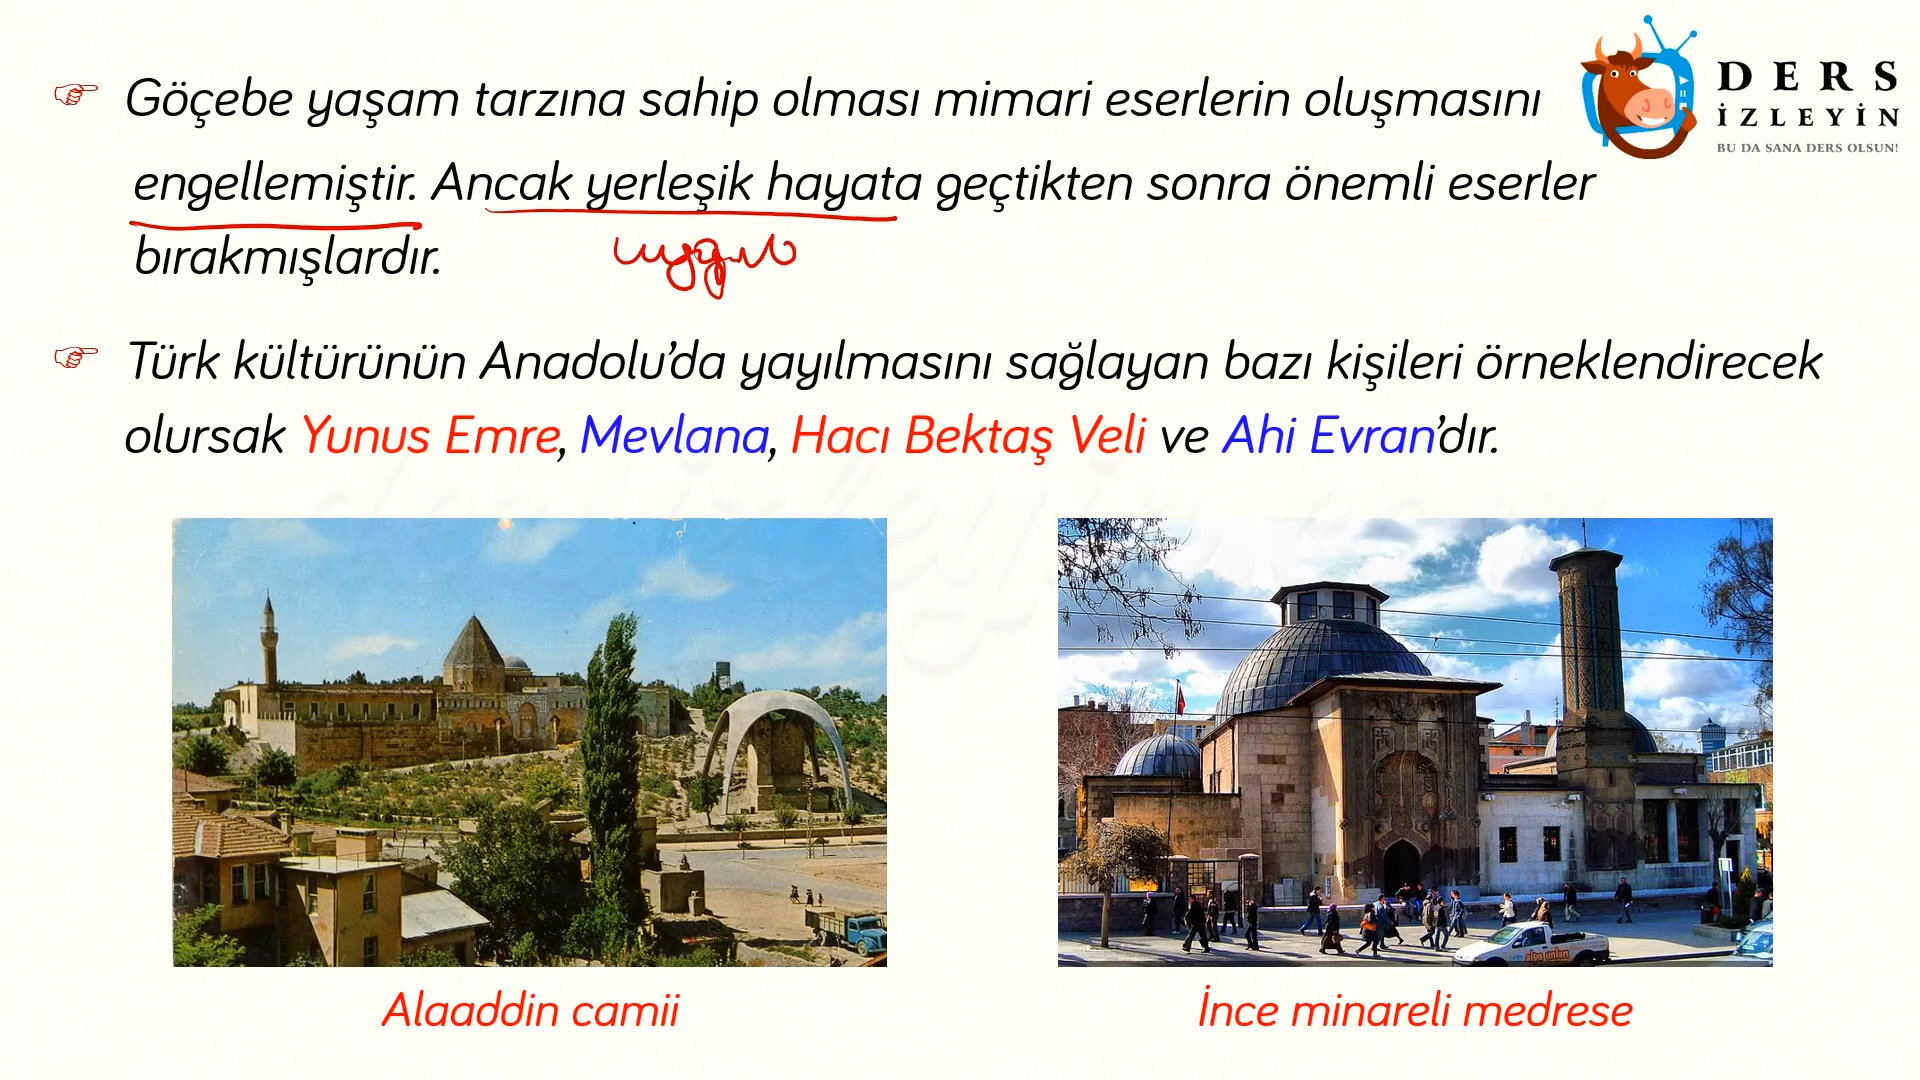 DERS
İZLEYİN
BU DA SANA DERS OLSUN!
Göçebe yaşam tarzına sahip olması mimari eserlerin oluşmasını
engellemiştir. Ancak yerleşik hayata geçtikten sonra önemli eserler
bırakmışlardır.
Türk kültürünün Anadolu’da yayılmasını sağlayan bazı kişileri örneklendirecek
olursak Yunus Emre, Mevlana, Hacı Bektaş Veli ve Ahi Evran’dır.
Alaaddin camii
İnce minareli medrese